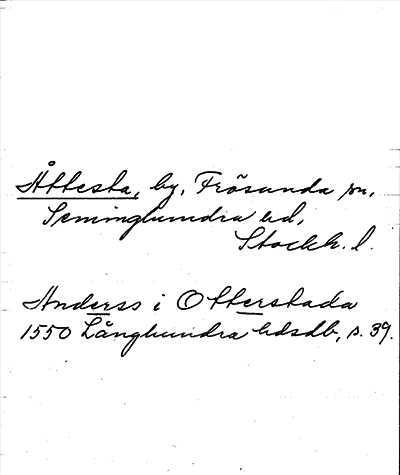 Åttesta, by, Frösunda sn,
Seminghundra hd,
Stockh. l.
Anderss i Otterstada
1550 Långhundra hdsdb, s. 39.